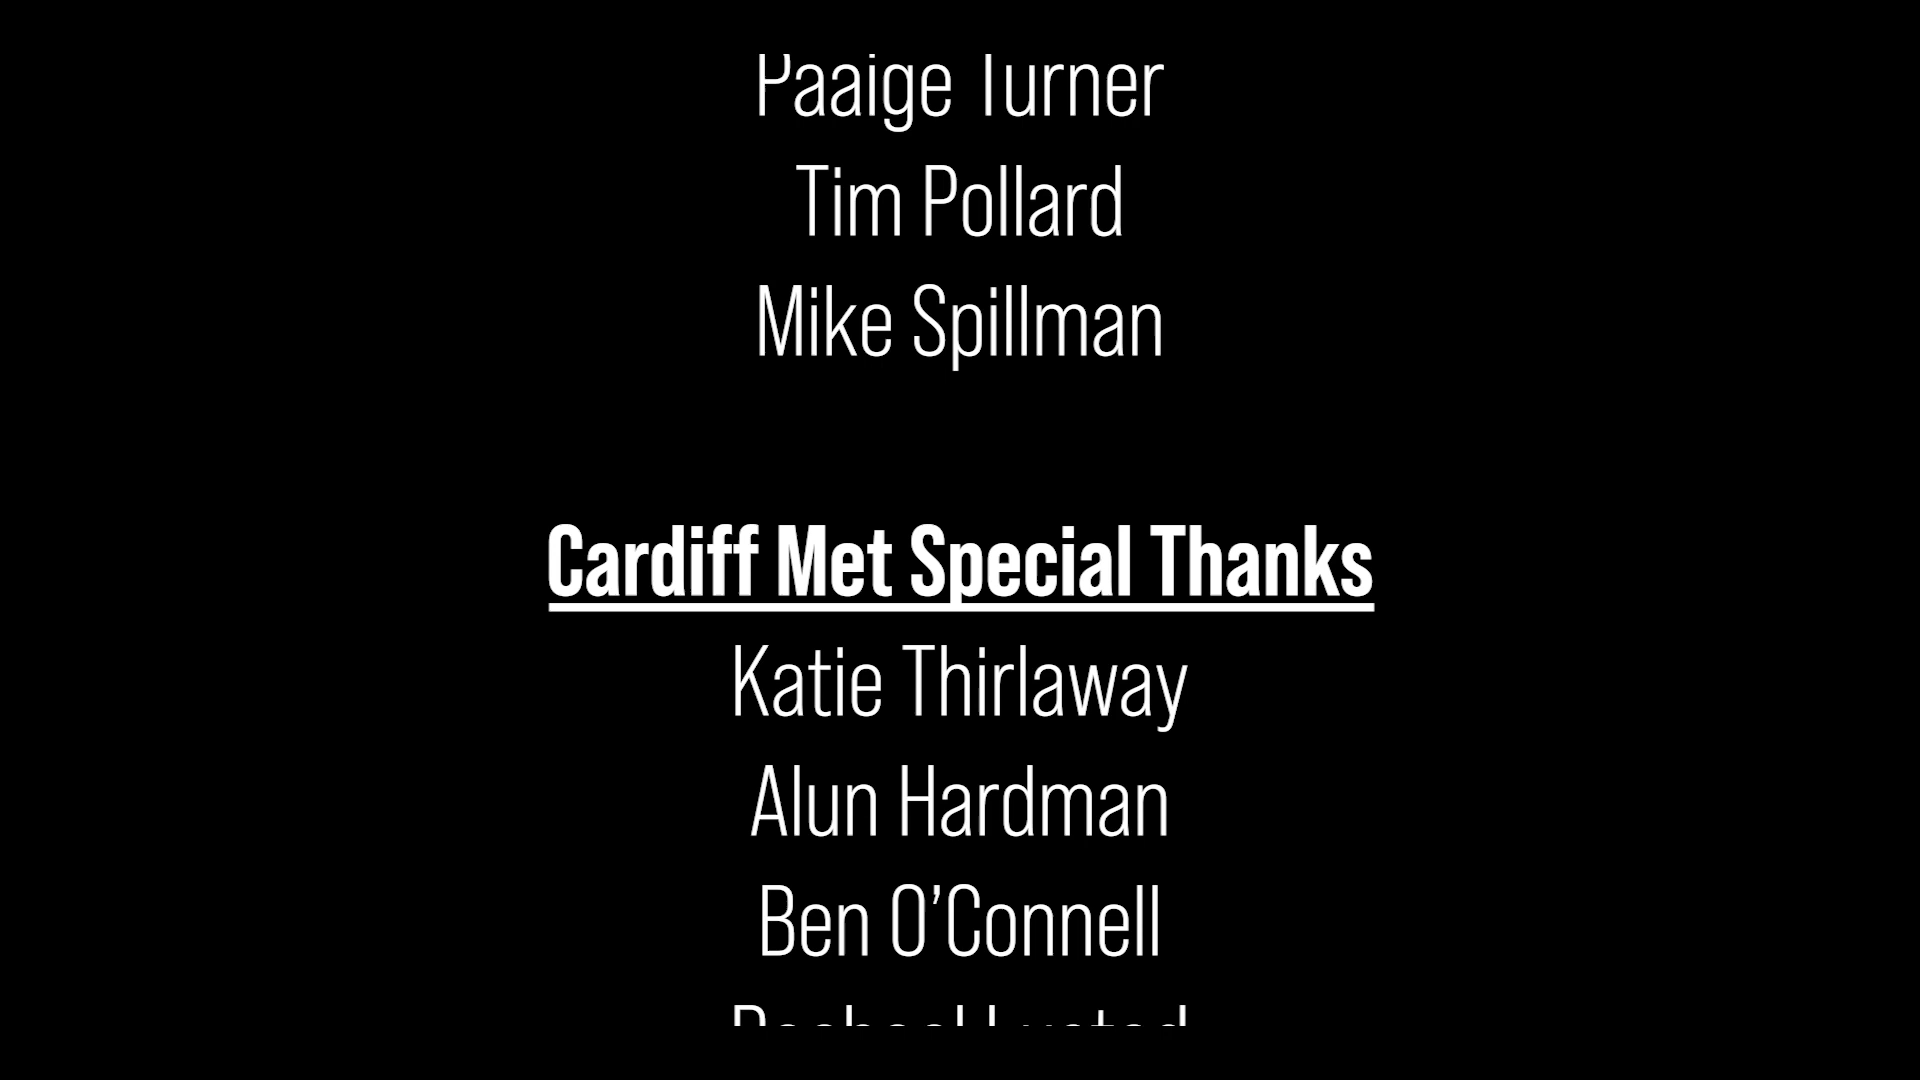 Paaige Turner
Tim Pollard
Mike Spillman
Cardiff Met Special Thanks
Katie Thirlaway
Alun Hardman
Ben O’Connell